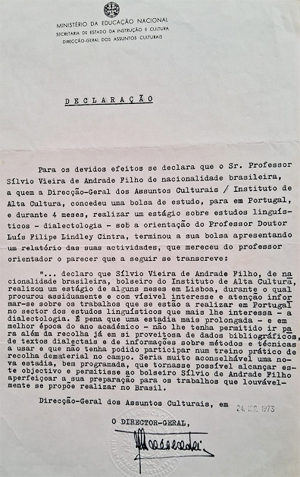 MINISTÉRIO DA EDUCAÇÃO NACIONAL
SECRETARIA DE ESTADO DA INSTRUÇÃO E CULTURA
DIRECÇÃO-GERAL DOS ASSUNTOS CULTURAIS
DECLARAÇÃO
Para os devidos efeitos se declara que o Sr. Professor
Sílvio Vieira de Andrade Filho de nacionalidade brasileira,
a quem a Direcção-Geral dos Assuntos Culturais / Instituto de
Alta Cultura, concedeu uma bolsa de estudo, para em Portugal,
e durante 4 meses, realizar um estágio sobre estudos linguís-
ticos - dialectologia - sob a orientação do Professor Doutor
Luís Filipe Lindley Cintra, terminou a sua bolsa apresentando
um relatório das suas actividades, que mereceu do professor
orientador o parecer que a seguir se transcreve:
"... declaro que Sílvio Vieira de Andrade Filho, de na
cionalidade brasileira, bolseiro do Instituto de Alta Cultura,
realizou um estágio de alguns meses em Lisboa, durante o qual
procurou assiduamente e com visível interesse e atenção infor
mar-se sobre os trabalhos que se estão a realizar em Portugal
no sector dos estudos linguísticos que mais lhe interessa - a
dialectologia. É pena que uma estadia mais prolongada - e em
melhor época do ano académico - não lhe tenha permitido ir pa
ra além da recolha já em si proveitosa de dados bibliográficos,
de textos dialectais e de informações sobre métodos e técnicas
a usar e que não tenha podido participar num treino prático de
recolha de material no campo. Seria muito aconselhável uma no-
va estadia, bem programada, que tornasse possível alcançar es-
te objectivo e permitisse ao bolseiro Sílvio de Andrade Filho
aperfeiçoar a sua preparação para os trabalhos que louvável-
mente se propõe realizar no Brasil.
Direcção-Geral dos Assuntos Culturais, em 1973
O DIRECTOR-GERAL,